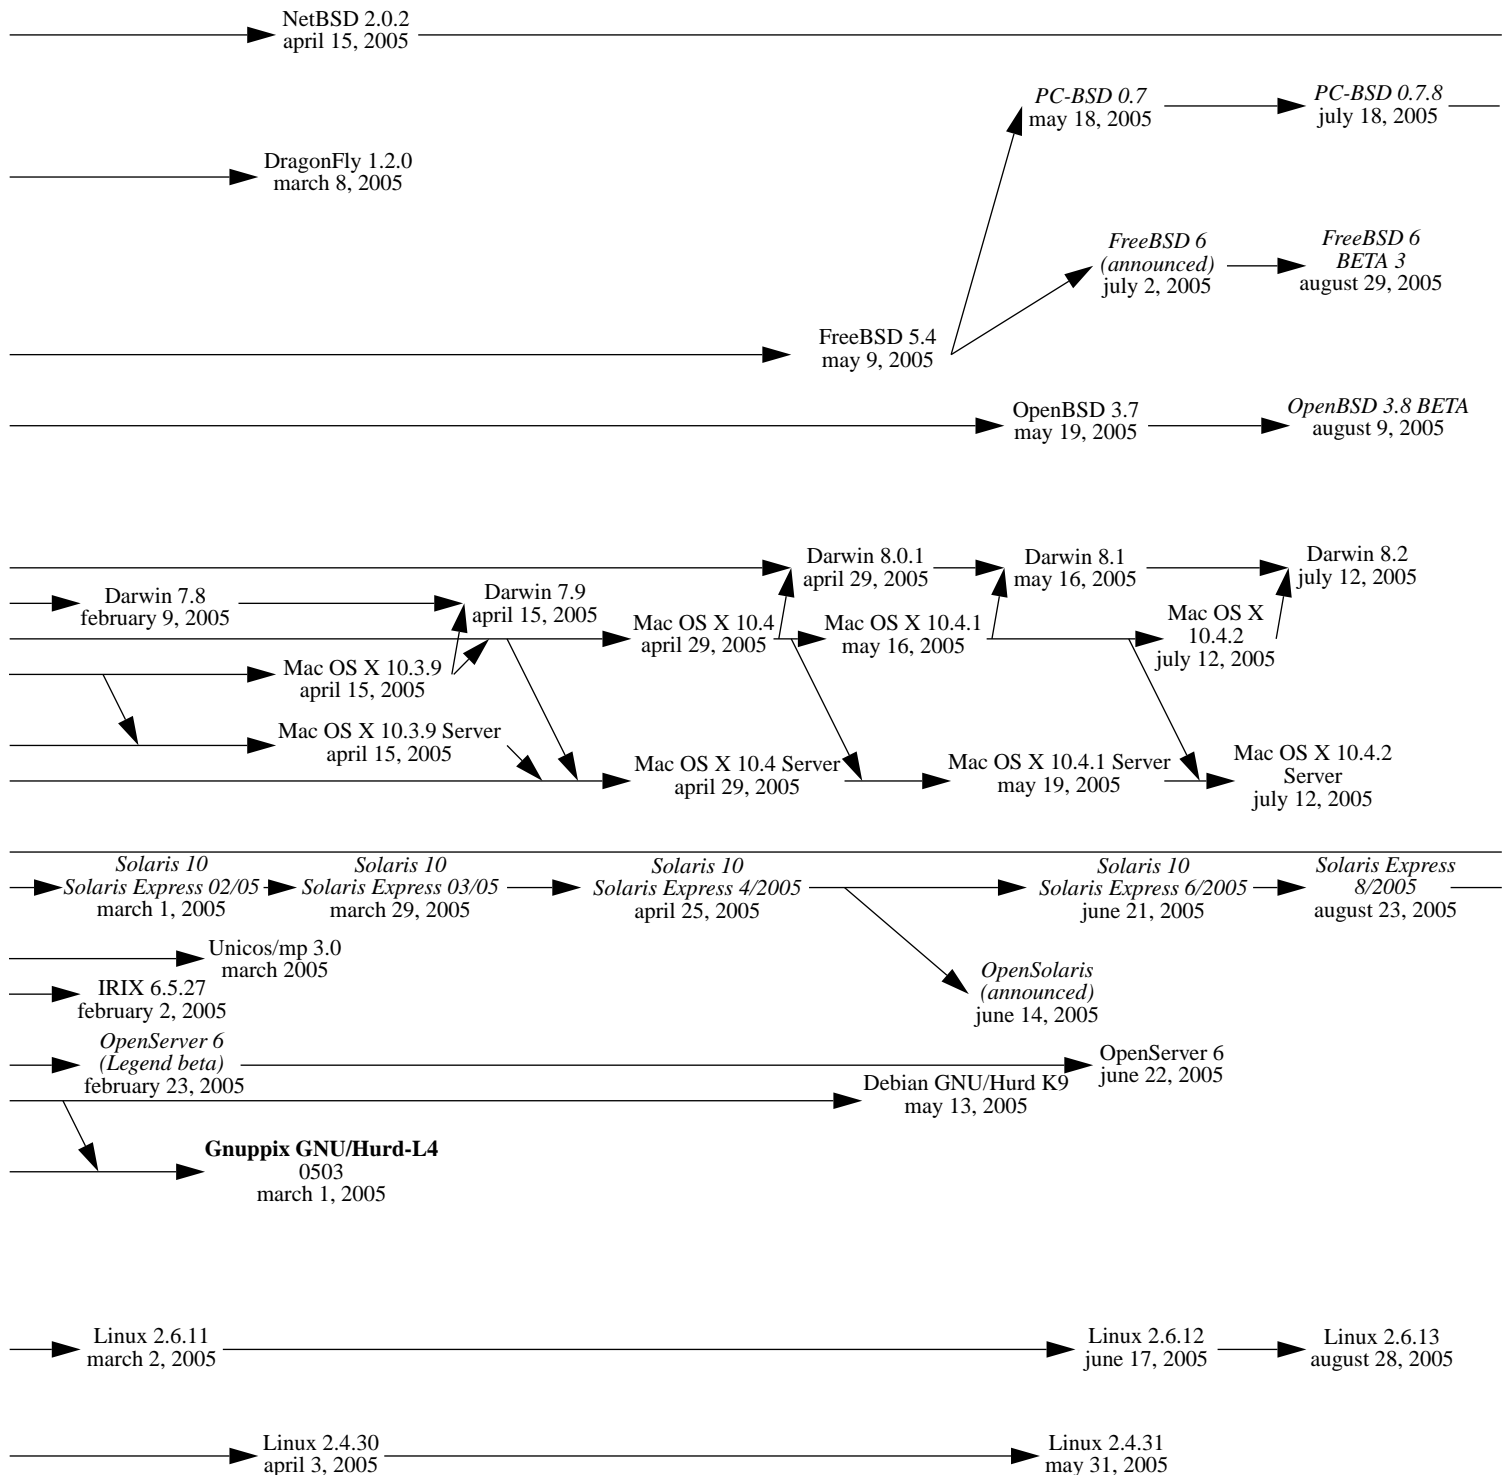 NetBSD 2.0.2
april 15, 2005
PC-BSD 0.7
may 18, 2005
PC-BSD 0.7.8
july 18, 2005
DragonFly 1.2.0
march 8, 2005
FreeBSD 6
(announced)
july 2, 2005
FreeBSD 6
BETA 3
august 29, 2005
FreeBSD 5.4
may 9, 2005
OpenBSD 3.7
may 19, 2005
OpenBSD 3.8 BETA
august 9, 2005
Darwin 8.0.1
april 29, 2005
Darwin 8.1
may 16, 2005
Darwin 8.2
july 12, 2005
Darwin 7.8
february 9, 2005
Darwin 7.9
april 15, 2005
Mac OS X 10.4
april 29, 2005
Mac OS X 10.4.1
may 16, 2005
Mac OS X
10.4.2
july 12, 2005
Mac OS X 10.3.9
april 15, 2005
Mac OS X 10.3.9 Server
april 15, 2005
Mac OS X 10.4 Server
april 29, 2005
Mac OS X 10.4.1 Server
may 19, 2005
Mac OS X 10.4.2
Server
july 12, 2005
Solaris 10
Solaris Express 02/05
march 1, 2005
Solaris 10
Solaris Express 03/05
march 29, 2005
Solaris 10
Solaris Express 4/2005
april 25, 2005
Solaris 10
Solaris Express 6/2005
june 21, 2005
Solaris Express
8/2005
august 23, 2005
Unicos/mp 3.0
march 2005
IRIX 6.5.27
february 2, 2005
OpenSolaris
(announced)
june 14, 2005
OpenServer 6
(Legend beta)
february 23, 2005
OpenServer 6
june 22, 2005
Debian GNU/Hurd K9
may 13, 2005
Gnuppix GNU/Hurd-L4
0503
march 1, 2005
Linux 2.6.11
march 2, 2005
Linux 2.6.12
june 17, 2005
Linux 2.6.13
august 28, 2005
Linux 2.4.30
april 3, 2005
Linux 2.4.31
may 31, 2005